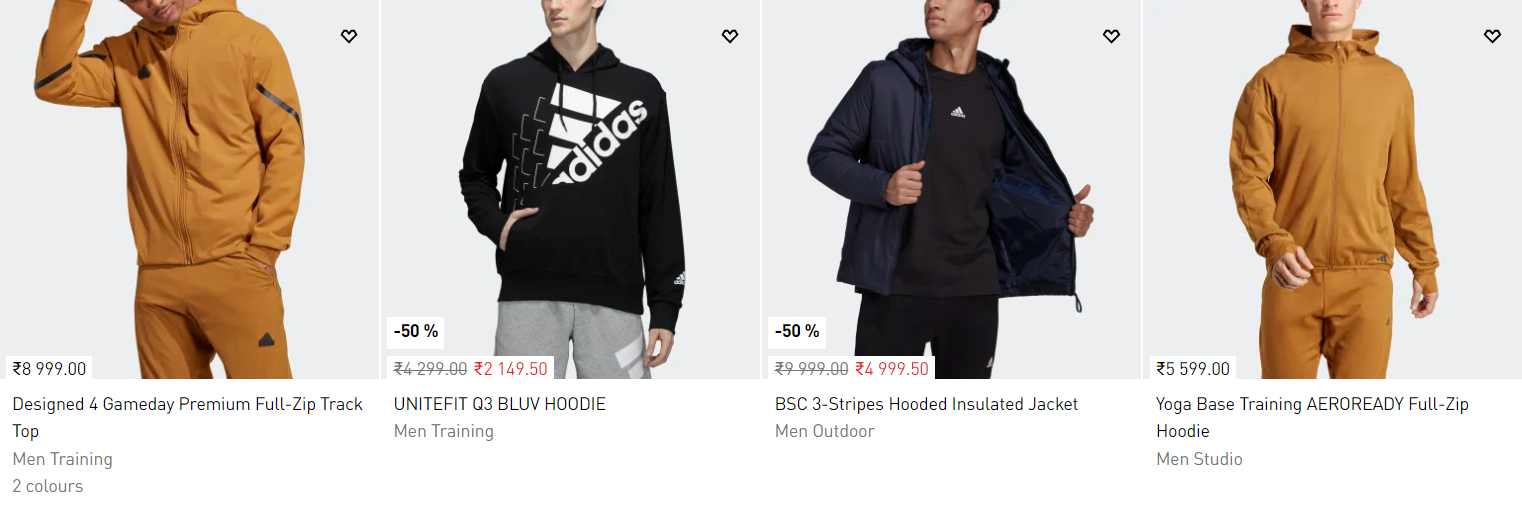 adidas
adidas
adidas
-50 %
-50 %
₹8 999.00
₹4 299.00 ₹2 149.50
₹9 999.00 ₹4 999.50
₹5 599.00
Designed 4 Gameday Premium Full-Zip Track
Top
Men Training
2 colours
UNITEFIT Q3 BLUV HOODIE
Men Training
BSC 3-Stripes Hooded Insulated Jacket
Men Outdoor
Yoga Base Training AEROREADY Full-Zip
Hoodie
Men Studio